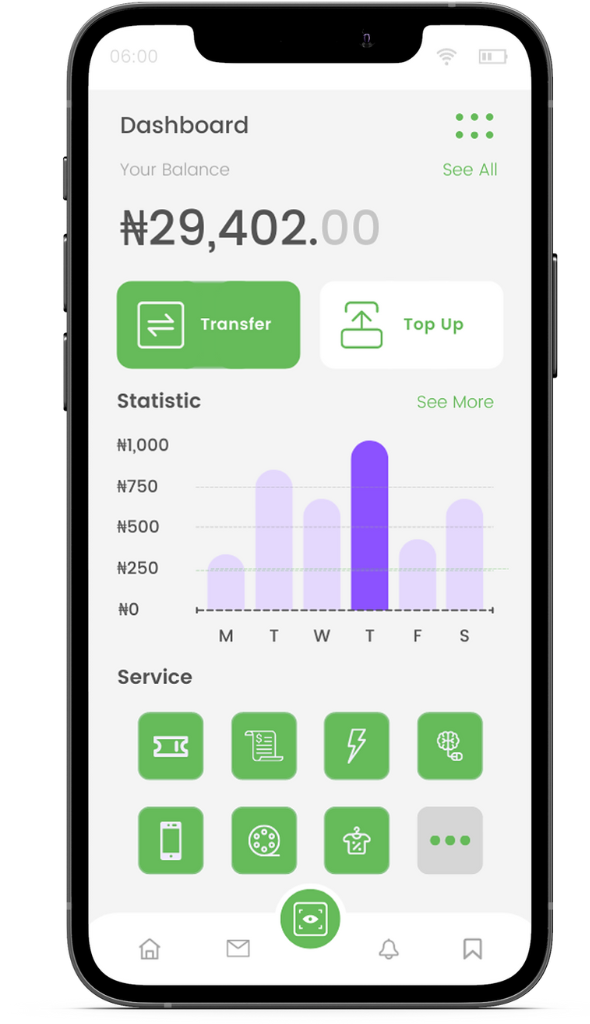 06:00
Dashboard
Your Balance See All
₦29,402.00
Transfer Top Up
Statistic See More
₦1,000
₦750
₦500
₦250
₦0
M T W T F S
Service